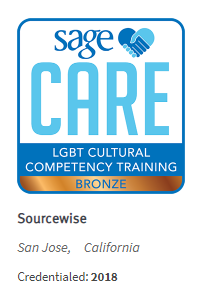 sage
CARE
LGBT CULTURAL
COMPETENCY TRAINING
BRONZE
Sourcewise
San Jose, California
Credentialed: 2018